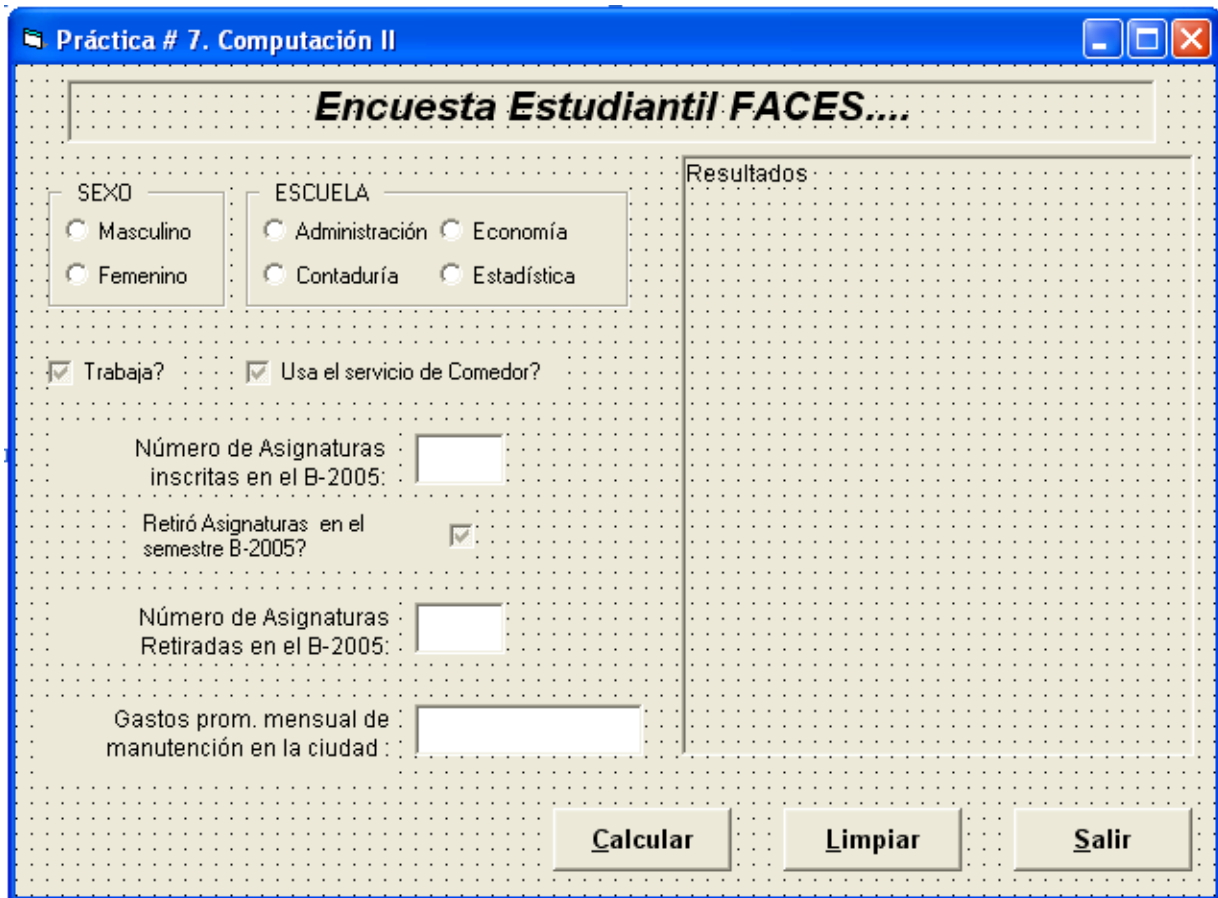 Práctica # 7. Computación II
Encuesta Estudiantil FACES....
SEXO
Masculino
Femenino
ESCUELA
Administración
Economía
Contaduría
Estadística
Trabaja?
Usa el servicio de Comedor?
Número de Asignaturas
inscritas en el B-2005:
Retiró Asignaturas en el
semestre B-2005?
Número de Asignaturas
Retiradas en el B-2005:
Gastos prom. mensual de
manutención en la ciudad :
Resultados
Calcular
Limpiar
Salir